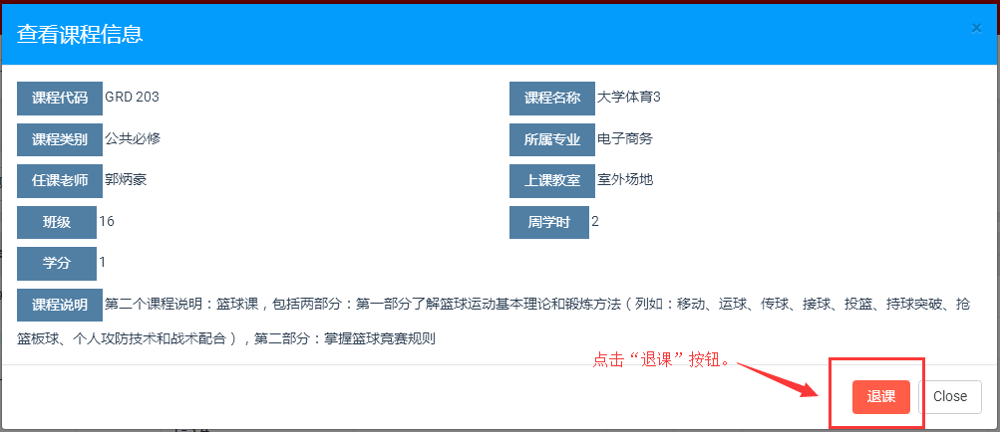 查看课程信息 ×
课程代码 GRD 203 课程名称 大学体育3
课程类别 公共必修 所属专业 电子商务
任课老师 郭炳豪 上课教室 室外场地
班级 16 周学时 2
学分 1
课程说明 第二个课程说明：篮球课，包括两部分：第一部分了解篮球运动基本理论和锻炼方法（列如：移动、运球、传球、接球、投篮、持球突破、抢
篮板球、个人攻防技术和战术配合），第二部分：掌握篮球竞赛规则
点击“退课”按钮。
退课 Close